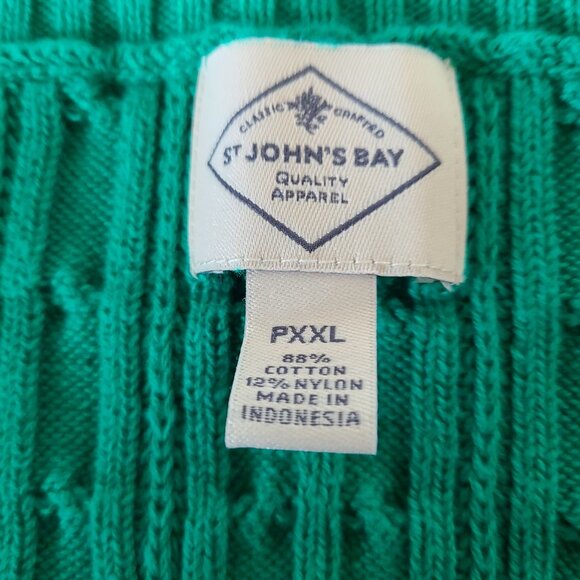 CLASSIC CRAFTED
ST JOHN'S BAY
QUALITY
APPAREL
PXXL
88%
COTTON
12% NYLON
MADE IN
INDONESIA